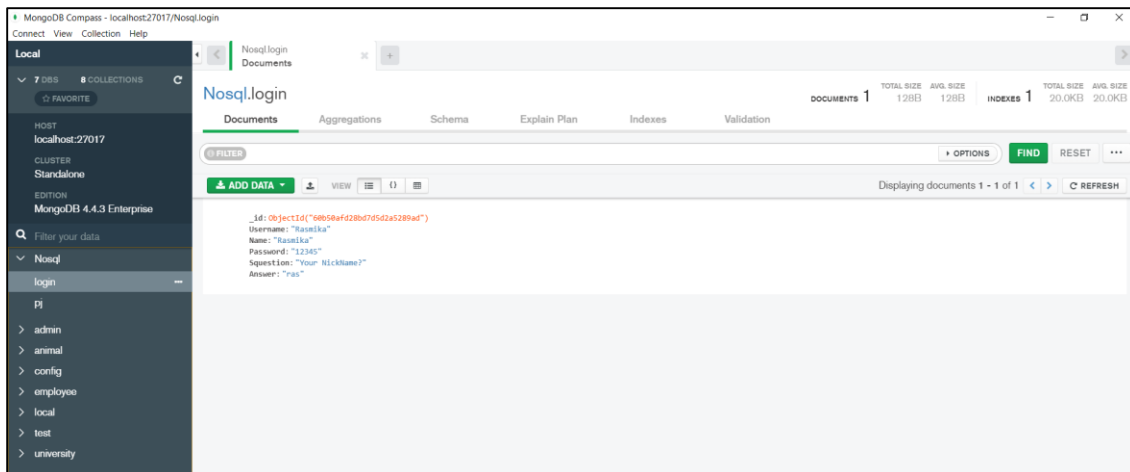 MongoDB Compass - localhost:27017/Nosql.login
Connect View Collection Help
Local
7 DBS 8 COLLECTIONS
FAVORITE
HOST
localhost:27017
CLUSTER
Standalone
EDITION
MongoDB 4.4.3 Enterprise
Filter your data
Nosql
login
pj
admin
animal
config
employee
local
test
university
Nosql.login
Documents
Nosql.login
DOCUMENTS 1 TOTAL SIZE 128B AVG. SIZE 128B INDEXES 1 TOTAL SIZE 20.0KB AVG. SIZE 20.0KB
Documents Aggregations Schema Explain Plan Indexes Validation
FILTER OPTIONS FIND RESET
ADD DATA VIEW Displaying documents 1 - 1 of 1 REFRESH
_id: ObjectId("60b50afd28bd7d5d2a5289ad")
Username: "Rasmika"
Name: "Rasmika"
Password: "12345"
Squestion: "Your NickName?"
Answer: "ras"